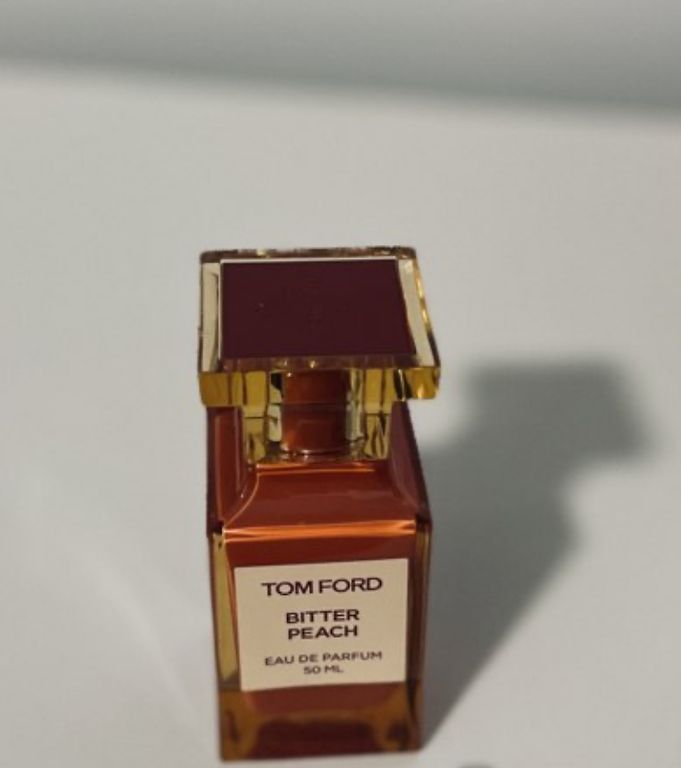 TOM FORD
BITTER
PEACH
EAU DE PARFUM
50 ML